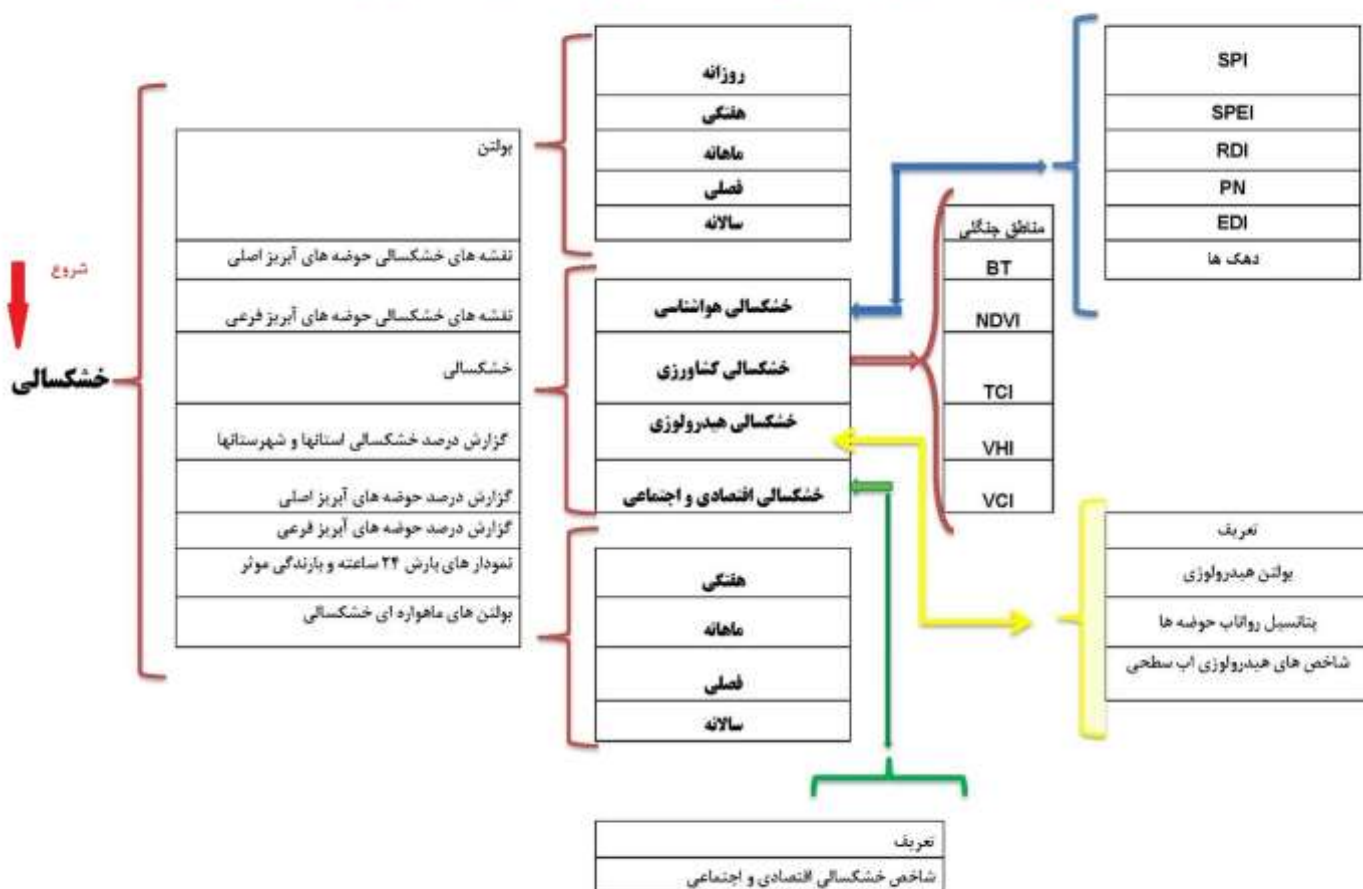 شروع
خشکسالی
بولتن
نقشه های خشکسالی حوضه های آبریز اصلی
نقشه های خشکسالی حوضه های آبریز فرعی
خشکسالی
گزارش درصد خشکسالی استانها و شهرستانها
گزارش درصد حوضه های آبریز اصلی
گزارش درصد حوضه های آبریز فرعی
نمودار های بارش ۲۴ ساعته و بارندگی موثر
بولتن های ماهواره ای خشکسالی
روزانه
هفتگی
ماهانه
فصلی
سالانه
خشکسالی هواشناسی
خشکسالی کشاورزی
خشکسالی هیدرولوژی
خشکسالی اقتصادی و اجتماعی
هفتگی
ماهانه
فصلی
سالانه
مناطق جنگلی
BT
NDVI
TCI
VHI
VCI
SPI
SPEI
RDI
PN
EDI
دهک ها
تعریف
بولتن هیدرولوژی
پتانسیل رواناب حوضه ها
شاخص های هیدرولوژی اب سطحی
تعریف
شاخص خشکسالی اقتصادی و اجتماعی